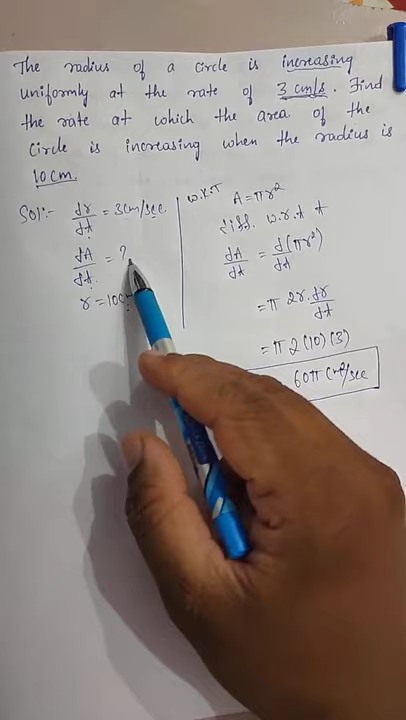 The radius of a circle is increasing
uniformly at the rate of 3 cm/s. Find
the rate at which the area of the
Circle is increasing when the radius is
10 cm.
Sol:- dr/dt = 3cm/sec
dA/dt = ?
r = 10c
W.K.T A = πr²
diff. w.r.t t
dA/dt = d(πr²)/dt
= π 2r. dr/dt
= π 2 (10) (3)
60π cm²/sec